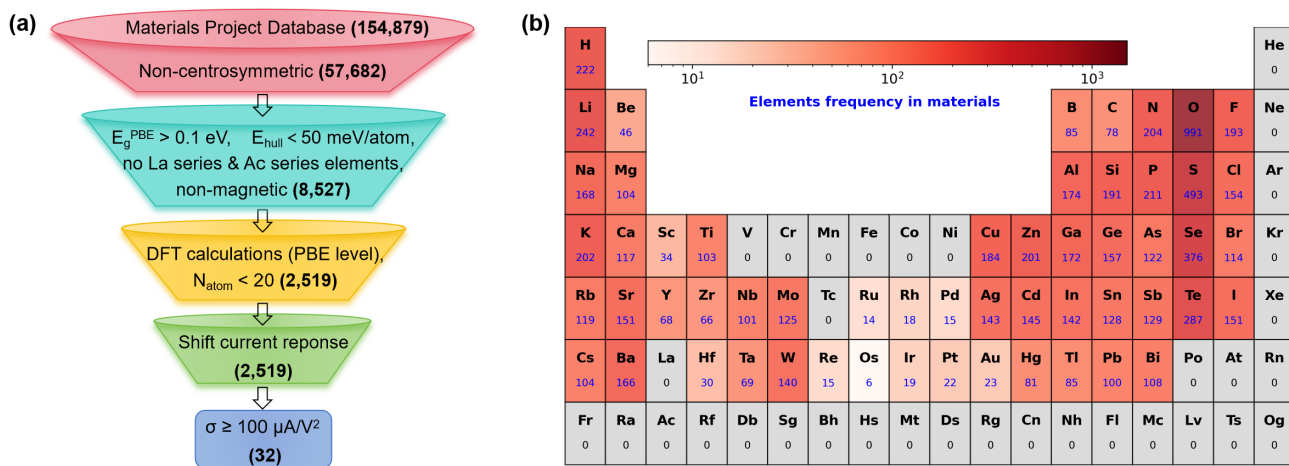 (a)
Materials Project Database (154,879)
Non-centrosymmetric (57,682)
E_g^PBE > 0.1 eV, E_hull < 50 meV/atom,
no La series & Ac series elements,
non-magnetic (8,527)
DFT calculations (PBE level),
N_atom < 20 (2,519)
Shift current reponse
(2,519)
σ ≥ 100 μA/V²
(32)
(b)
H He
222 0
10¹ 10² 10³
Elements frequency in materials
Li Be B C N O F Ne
242 46 85 78 204 991 193 0
Na Mg Al Si P S Cl Ar
168 104 174 191 211 493 154 0
K Ca Sc Ti V Cr Mn Fe Co Ni Cu Zn Ga Ge As Se Br Kr
202 117 34 103 0 0 0 0 0 0 184 201 172 157 122 376 114 0
Rb Sr Y Zr Nb Mo Tc Ru Rh Pd Ag Cd In Sn Sb Te I Xe
119 151 68 66 101 125 0 14 18 15 143 145 142 128 129 287 151 0
Cs Ba La Hf Ta W Re Os Ir Pt Au Hg Tl Pb Bi Po At Rn
104 166 0 30 69 140 15 6 19 22 23 81 85 100 108 0 0 0
Fr Ra Ac Rf Db Sg Bh Hs Mt Ds Rg Cn Nh Fl Mc Lv Ts Og
0 0 0 0 0 0 0 0 0 0 0 0 0 0 0 0 0 0